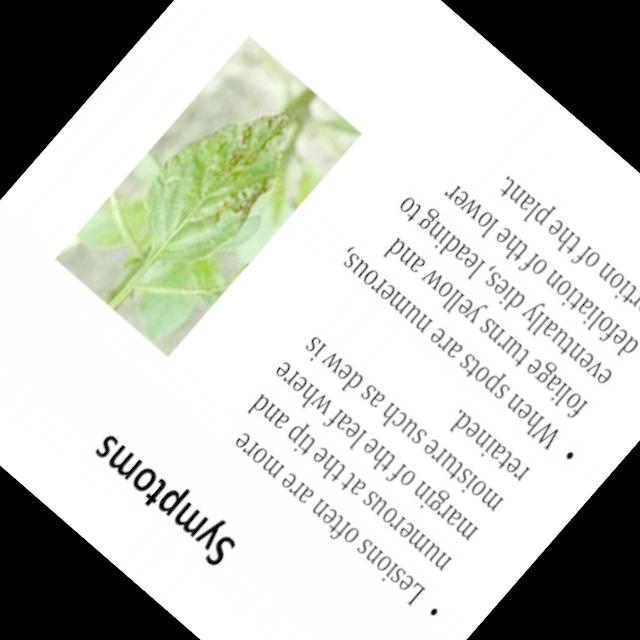 Symptoms
• Lesions often are more
numerous at the tip and
margin of the leaf where
moisture such as dew is
retained.
• When spots are numerous,
foliage turns yellow and
eventually dies, leading to
defoliation of the lower
rtion of the plant.